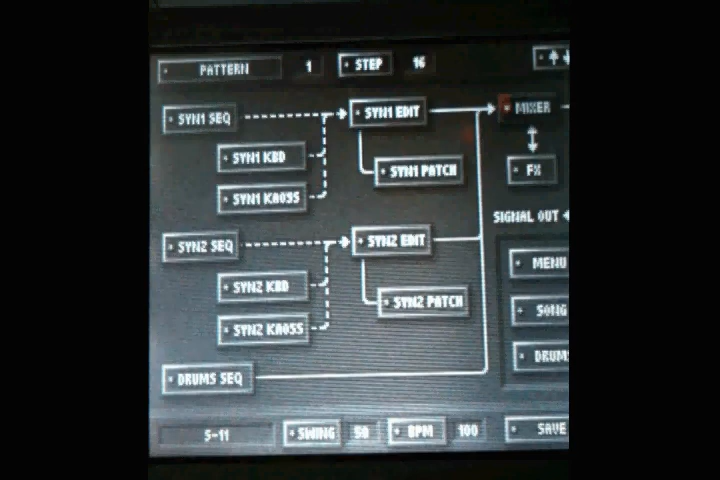 PATTERN 1 STEP 16
SYN1 SEQ SYN1 EDIT MIXER
SYN1 KBD SYN1 PATCH FX
SYN1 KAOSS
SIGNAL OUT
SYN2 SEQ SYN2 EDIT
MENU
SYN2 KBD SYN2 PATCH
SONG
SYN2 KAOSS
DRUM
DRUMS SEQ
S-11 SWING 50 BPM 100 SAVE